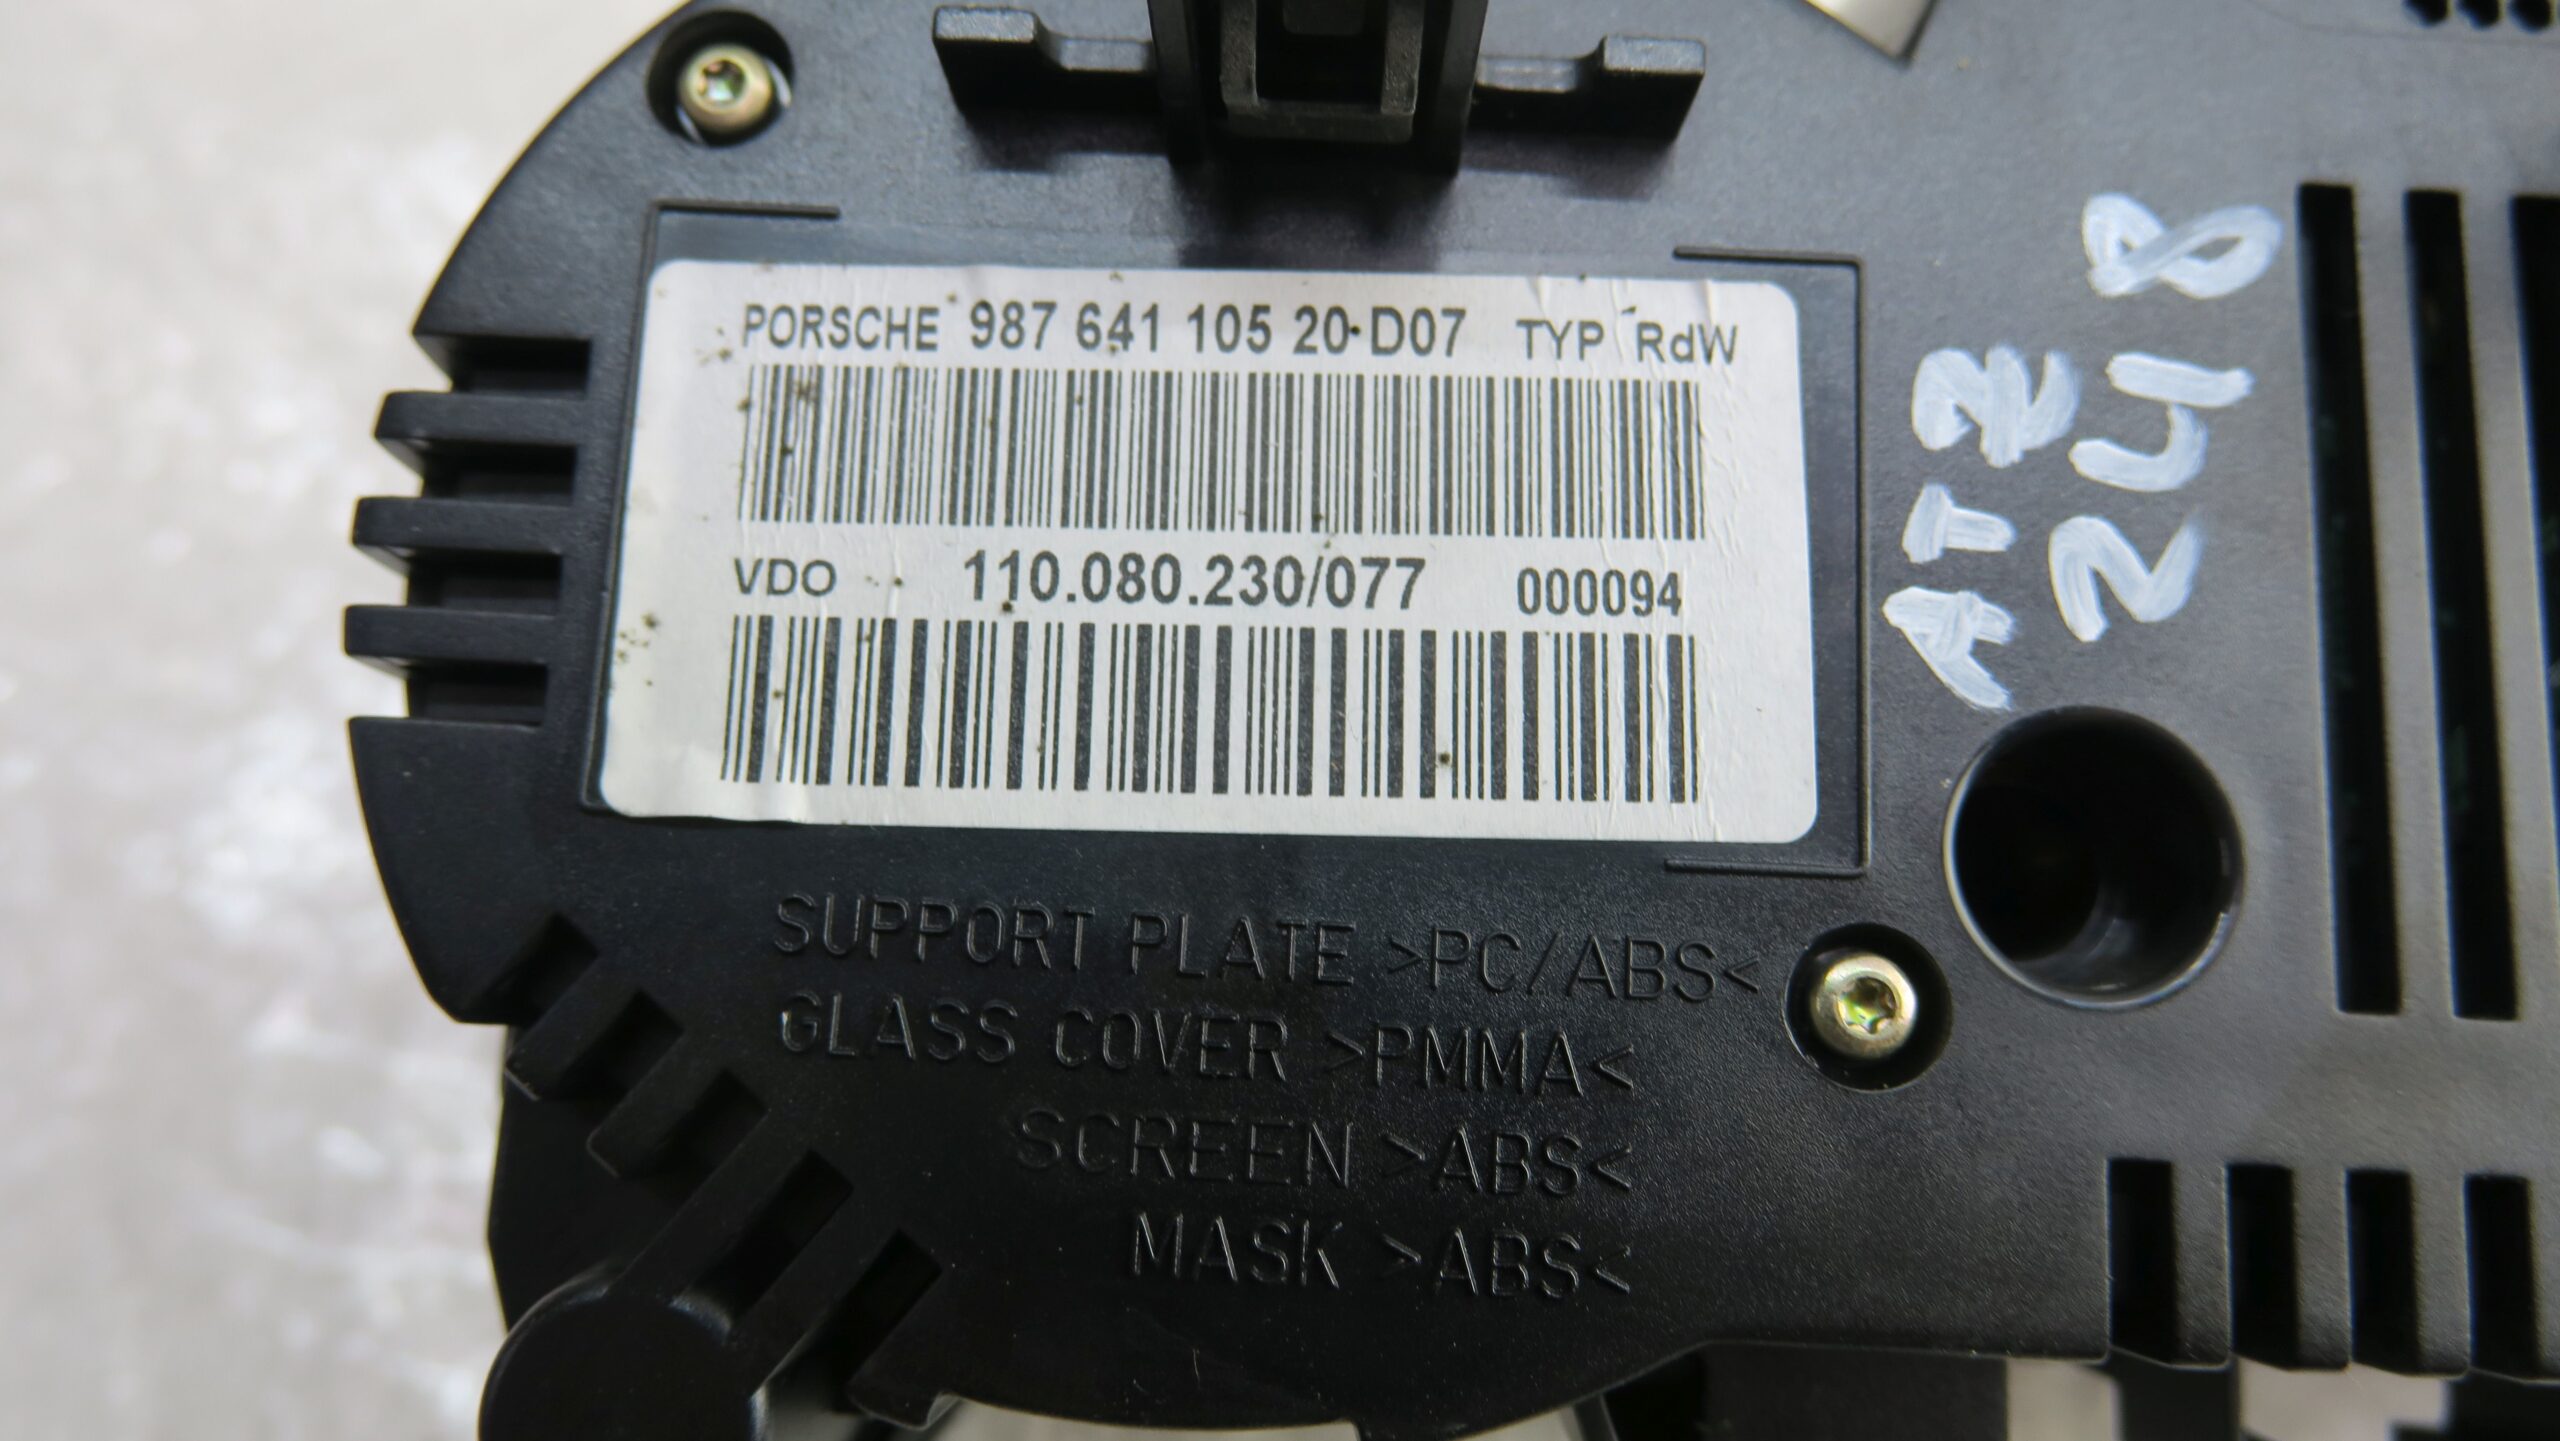 PORSCHE 987 641 105 20 D07 TYP RdW
VDO 110.080.230/077 000094
SUPPORT PLATE >PC/ABS<
GLASS COVER >PMMA<
SCREEN >ABS<
MASK >ABS<
248